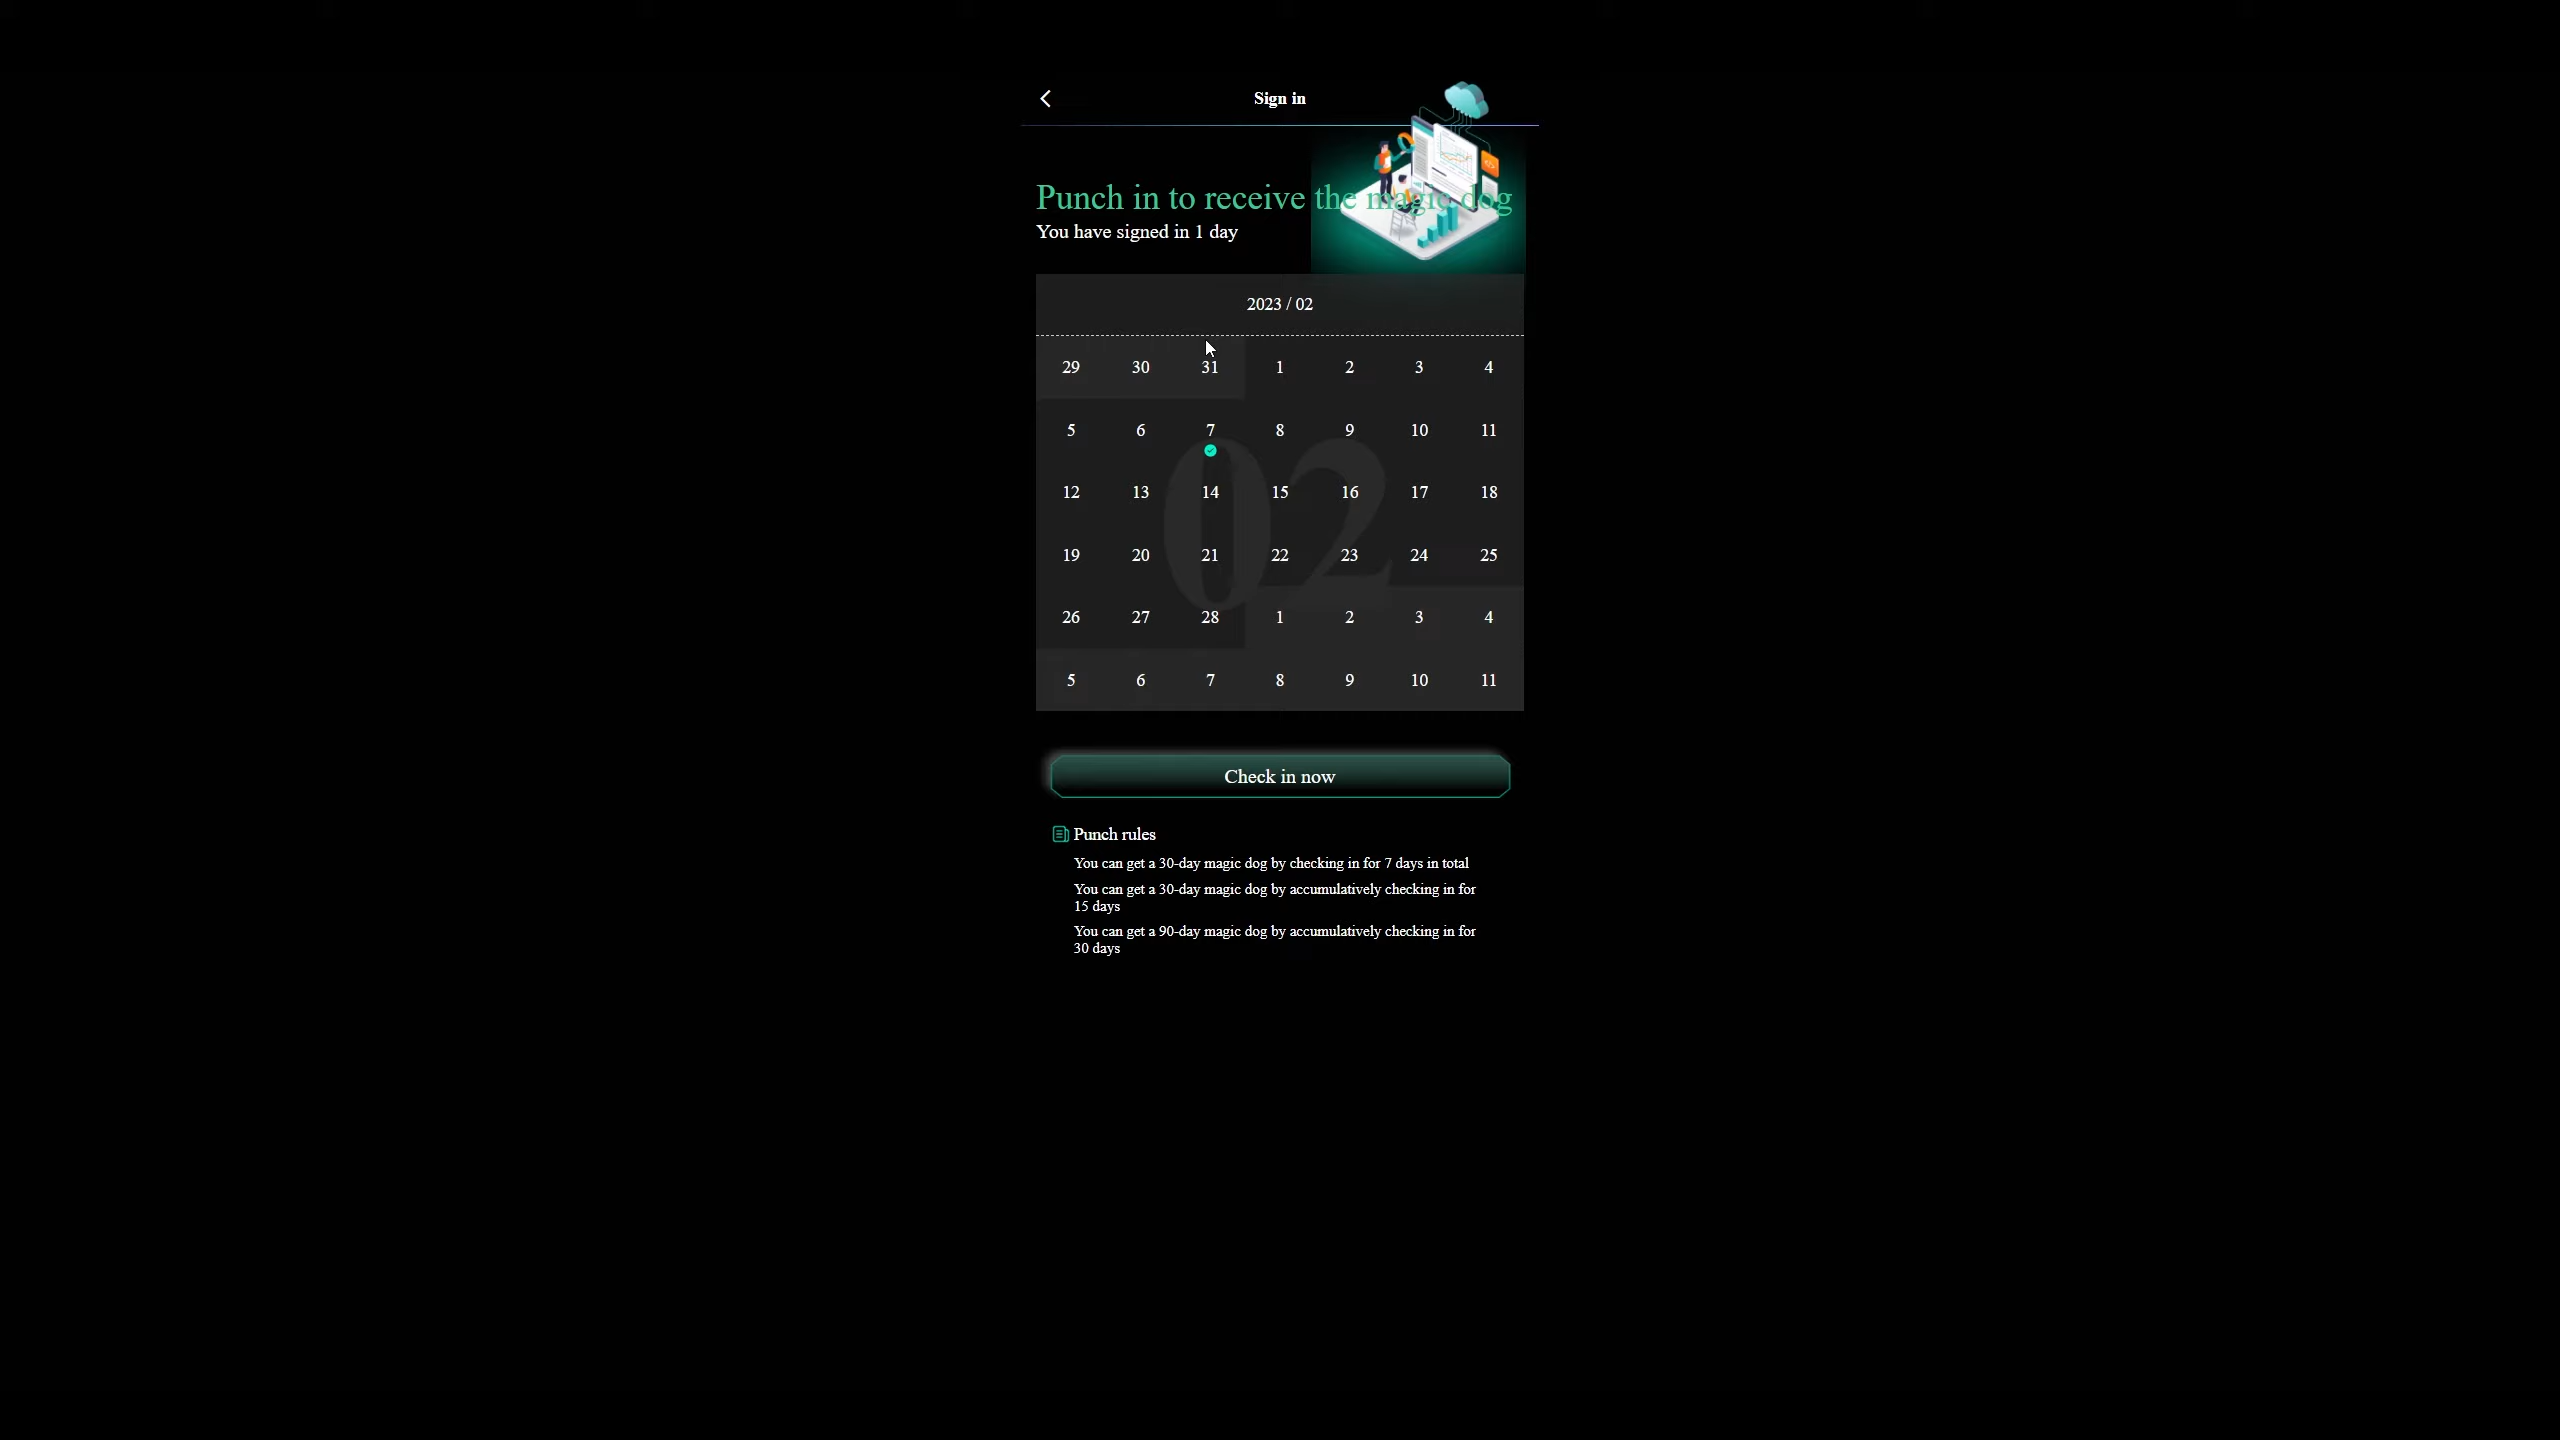 Sign in
Punch in to receive the magic dog
You have signed in 1 day
2023 / 02
29 30 31 1 2 3 4
5 6 7 8 9 10 11
12 13 14 15 16 17 18
19 20 21 22 23 24 25
26 27 28 1 2 3 4
5 6 7 8 9 10 11
02
Check in now
Punch rules
You can get a 30-day magic dog by checking in for 7 days in total
You can get a 30-day magic dog by accumulatively checking in for
15 days
You can get a 90-day magic dog by accumulatively checking in for
30 days